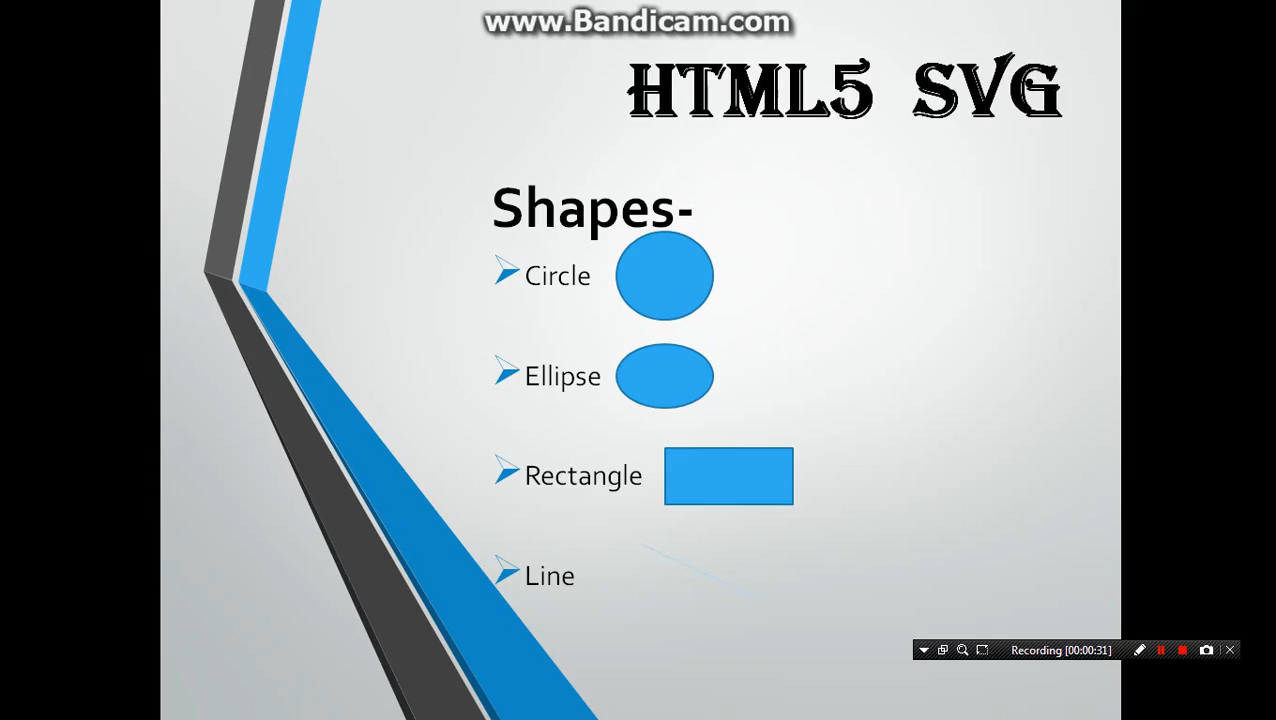 www.Bandicam.com
HTML5 SVG
Shapes-
Circle
Ellipse
Rectangle
Line
Recording [00:00:31]